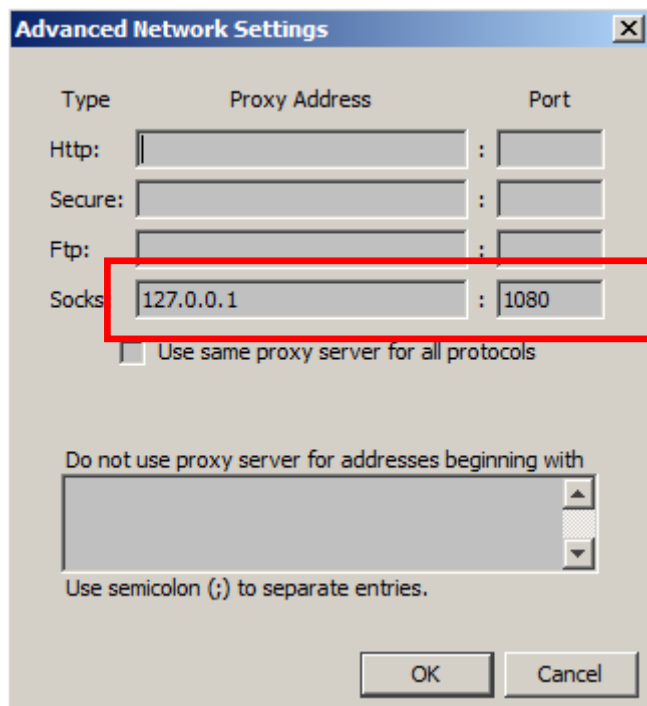 Advanced Network Settings
Type Proxy Address Port
Http: :
Secure: :
Ftp: :
Socks 127.0.0.1 : 1080
Use same proxy server for all protocols
Do not use proxy server for addresses beginning with
Use semicolon (;) to separate entries.
OK Cancel